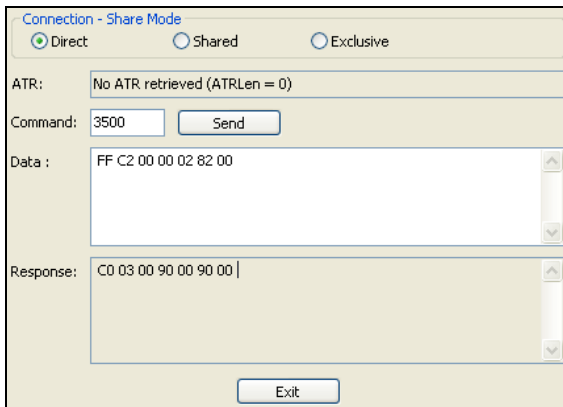 Connection - Share Mode
Direct Shared Exclusive
ATR: No ATR retrieved (ATRLen = 0)
Command: 3500 Send
Data : FF C2 00 00 02 82 00
Response: C0 03 00 90 00 90 00
Exit